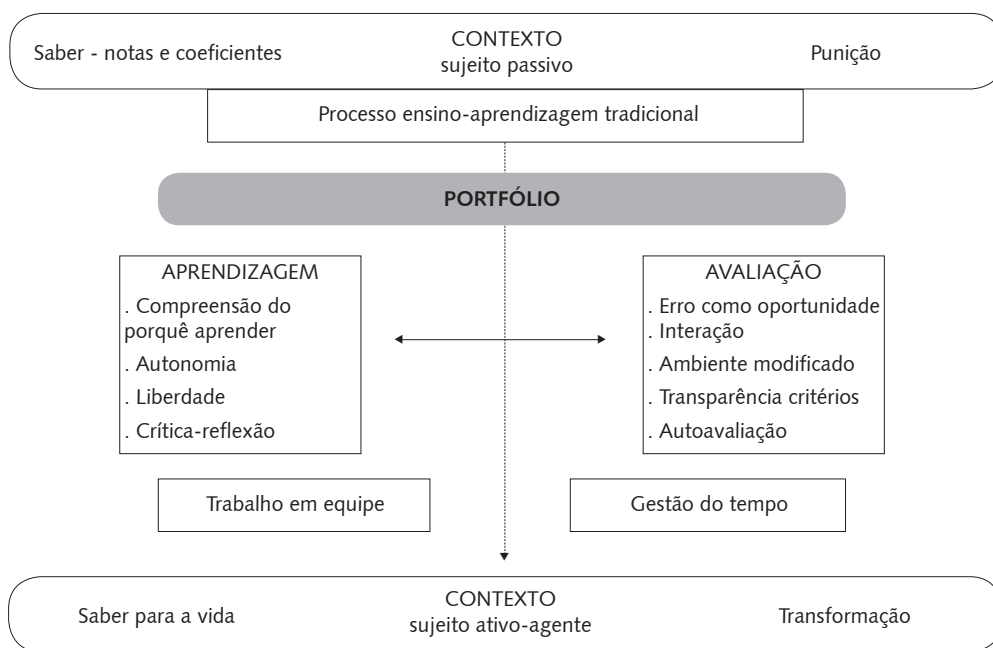 CONTEXTO
Saber - notas e coeficientes
sujeito passivo
Punição
Processo ensino-aprendizagem tradicional
PORTFÓLIO
APRENDIZAGEM
. Compreensão do
porquê aprender
. Autonomia
. Liberdade
. Crítica-reflexão
AVALIAÇÃO
. Erro como oportunidade
. Interação
. Ambiente modificado
. Transparência critérios
. Autoavaliação
Trabalho em equipe
Gestão do tempo
CONTEXTO
Saber para a vida
sujeito ativo-agente
Transformação